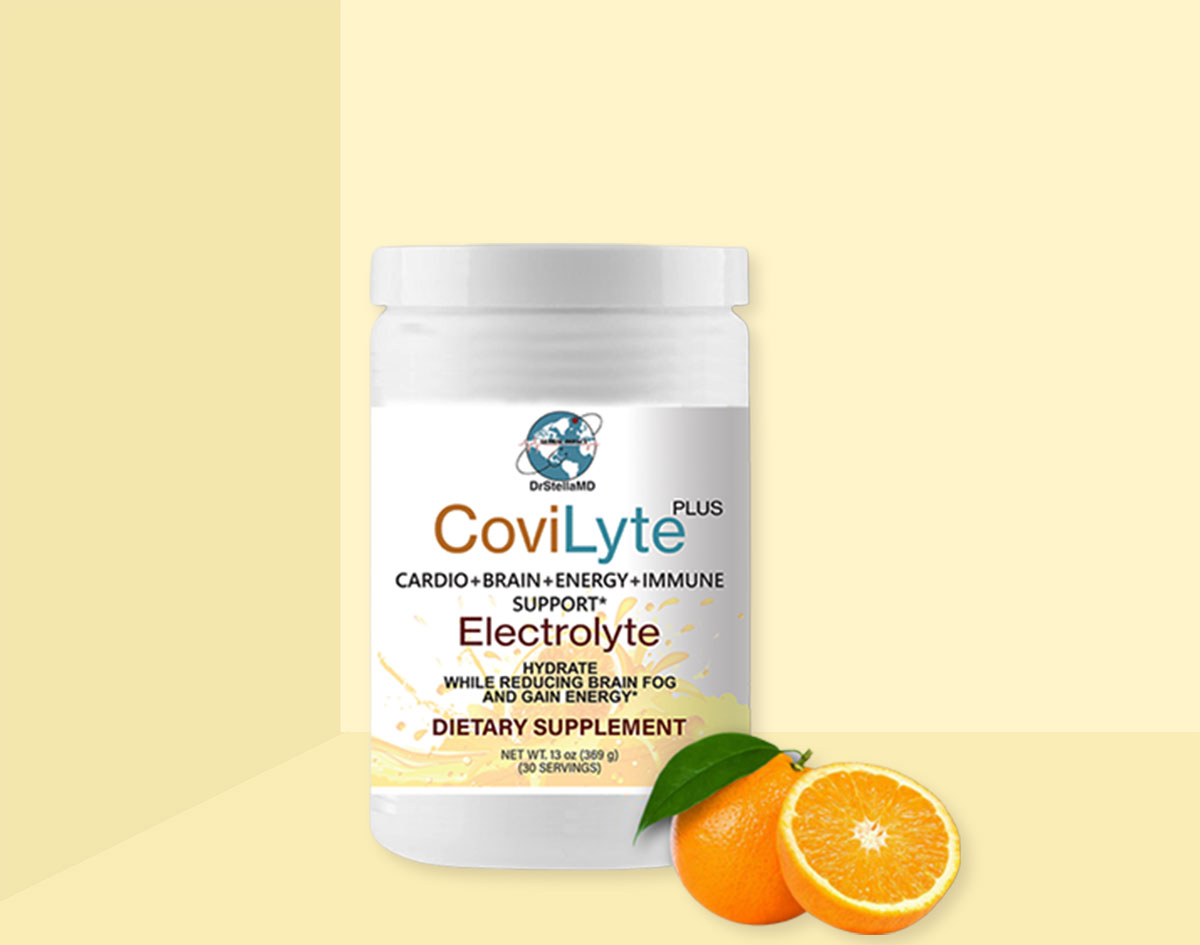 DrStellaMD
CoviLyte PLUS
CARDIO+BRAIN+ENERGY+IMMUNE
SUPPORT*
Electrolyte
HYDRATE
WHILE REDUCING BRAIN FOG
AND GAIN ENERGY*
DIETARY SUPPLEMENT
NET WT. 13 oz (369 g)
(30 SERVINGS)